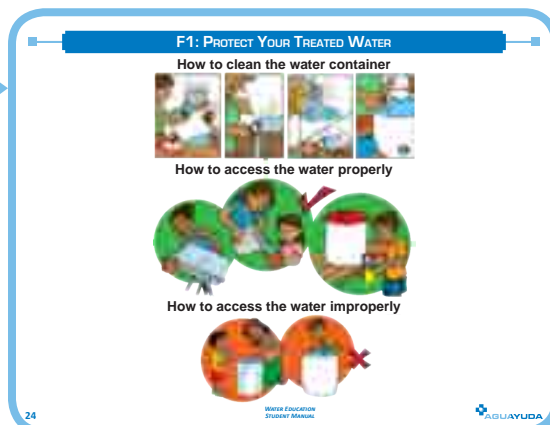 F1: Protect Your Treated Water
How to clean the water container
How to access the water properly
How to access the water improperly
24
Water Education
Student Manual
AGUAYUDA